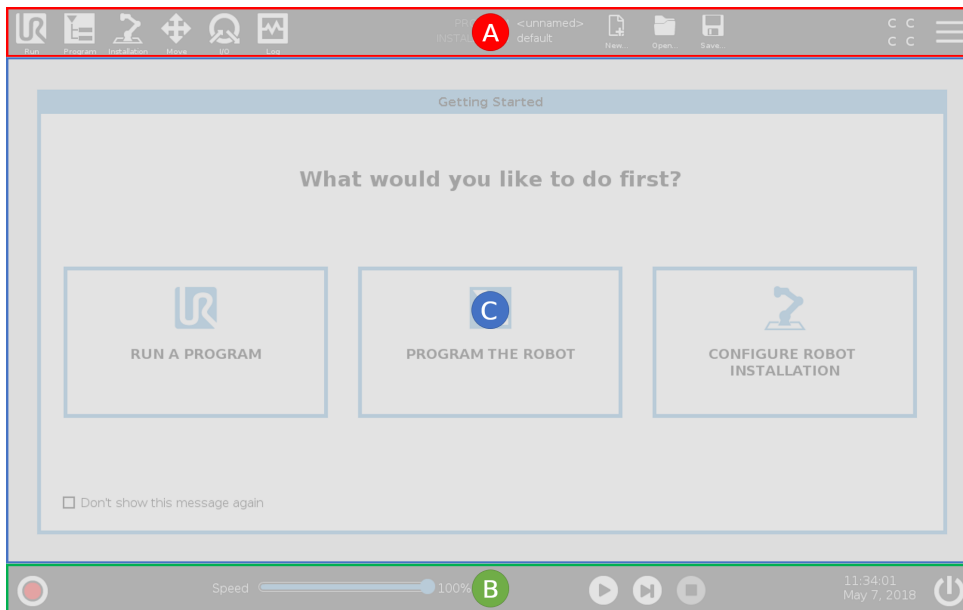 Run Program Installation Move I/O Log
PR
<unnamed>
INSTAL
default
New... Open... Save...
C C
C C
A
Getting Started
What would you like to do first?
C
RUN A PROGRAM
PROGRAM THE ROBOT
CONFIGURE ROBOT
INSTALLATION
Don't show this message again
Speed 100% B
11:34:01
May 7, 2018